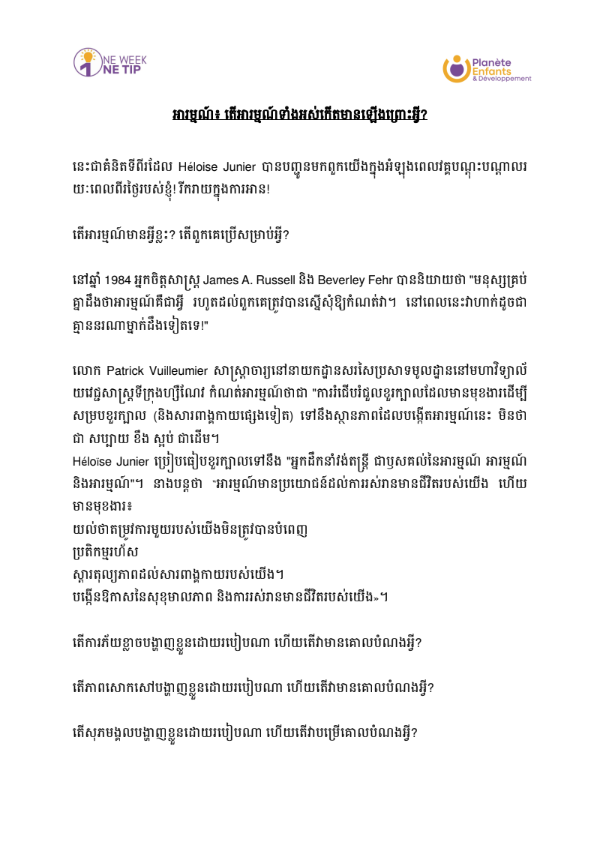 ONE WEEK
ONE TIP
Planète
Enfants
& Développement
អារម្មណ៍៖ តើអារម្មណ៍ទាំងអស់កើតមានឡើងព្រោះអ្វី?
នេះជាគំនិតទីពីរដែល Héloise Junier បានបញ្ជូនមកពួកយើងក្នុងអំឡុងពេលវគ្គបណ្តុះបណ្តាលរ
យៈពេលពីរថ្ងៃរបស់ខ្ញុំ! រីករាយក្នុងការអាន!
តើអារម្មណ៍មានអ្វីខ្លះ? តើពួកគេប្រើសម្រាប់អ្វី?
នៅឆ្នាំ 1984 អ្នកចិត្តសាស្ត្រ James A. Russell និង Beverley Fehr បាននិយាយថា "មនុស្សគ្រប់
គ្នាដឹងថាអារម្មណ៍គឺជាអ្វី រហូតដល់ពួកគេត្រូវបានស្នើសុំឱ្យកំណត់វា។ នៅពេលនេះវាហាក់ដូចជា
គ្មាននរណាម្នាក់ដឹងទៀតទេ!"
លោក Patrick Vuilleumier សាស្ត្រាចារ្យនៅនាយកដ្ឋានសរសៃប្រសាទមូលដ្ឋាននៅមហាវិទ្យាល័
យវេជ្ជសាស្ត្រទីក្រុងហ្សឺណែវ កំណត់អារម្មណ៍ថាជា "ការរំជើបរំជួលខួរក្បាលដែលមានមុខងារដើម្បី
សម្របខួរក្បាល (និងសារពាង្គកាយផ្សេងទៀត) ទៅនឹងស្ថានភាពដែលបង្កើតអារម្មណ៍នេះ មិនថា
ជា សប្បាយ ខឹង ស្អប់ ជាដើម។
Héloïse Junier ប្រៀបធៀបខួរក្បាលទៅនឹង "អ្នកដឹកនាំវង់តន្ត្រី ជាឫសគល់នៃអារម្មណ៍ អារម្មណ៍
និងអារម្មណ៍"។ នាងបន្តថា "អារម្មណ៍មានប្រយោជន៍ដល់ការរស់រានមានជីវិតរបស់យើង ហើយ
មានមុខងារ៖
យល់ថាតម្រូវការមួយរបស់យើងមិនត្រូវបានបំពេញ
ប្រតិកម្មរហ័ស
ស្តារតុល្យភាពដល់សារពាង្គកាយរបស់យើង។
បង្កើនឱកាសនៃសុខុមាលភាព និងការរស់រានមានជីវិតរបស់យើង»។
តើការភ័យខ្លាចបង្ហាញខ្លួនដោយរបៀបណា ហើយតើវាមានគោលបំណងអ្វី?
តើភាពសោកសៅបង្ហាញខ្លួនដោយរបៀបណា ហើយតើវាមានគោលបំណងអ្វី?
តើសុភមង្គលបង្ហាញខ្លួនដោយរបៀបណា ហើយតើវាបម្រើគោលបំណងអ្វី?